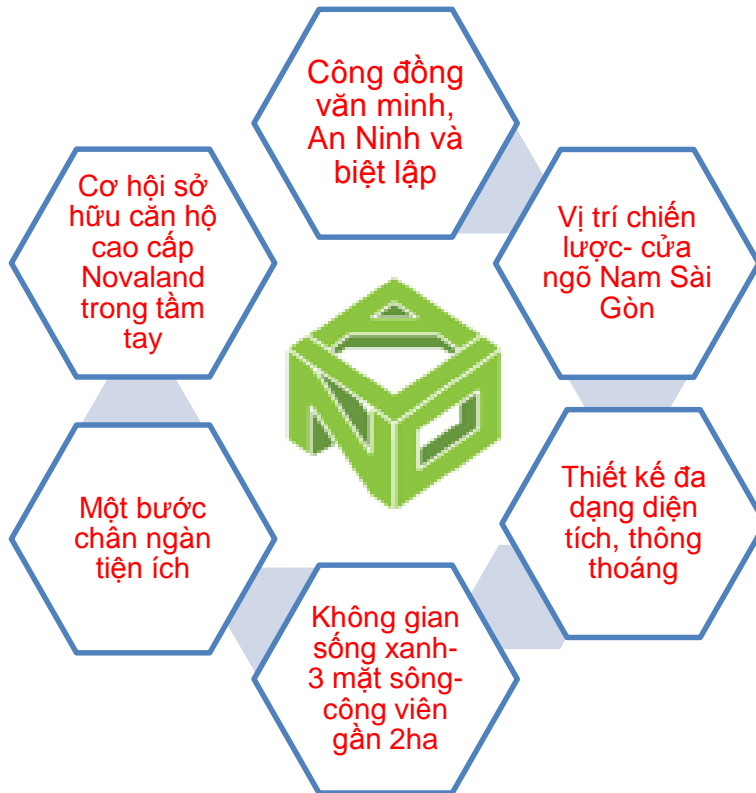 Công đồng
văn minh,
An Ninh và
biệt lập
Vị trí chiến
lược- cửa
ngõ Nam Sài
Gòn
Thiết kế đa
dạng diện
tích, thông
thoáng
Không gian
sống xanh-
3 mặt sông-
công viên
gần 2ha
Một bước
chân ngàn
tiện ích
Cơ hội sở
hữu căn hộ
cao cấp
Novaland
trong tầm
tay